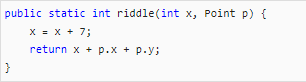 public static int riddle(int x, Point p) {
    x = x + 7;
    return x + p.x + p.y;
}